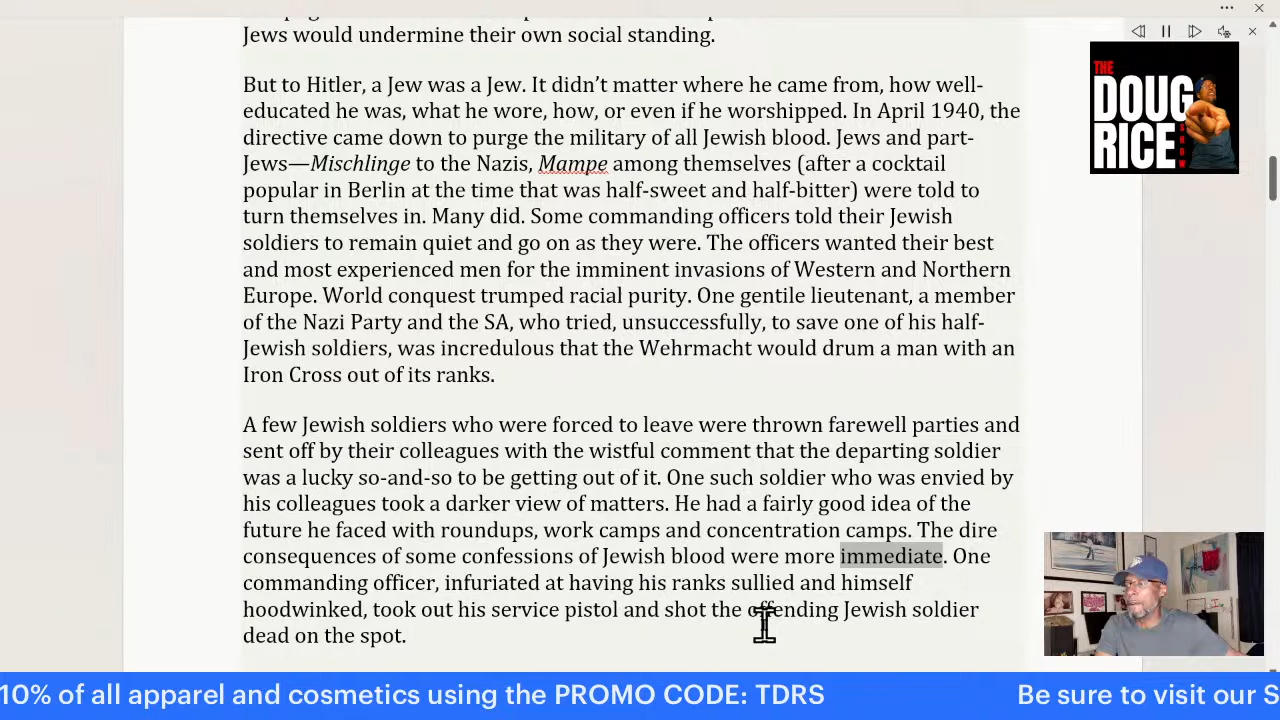 Jews would undermine their own social standing.
But to Hitler, a Jew was a Jew. It didn’t matter where he came from, how well-
educated he was, what he wore, how, or even if he worshipped. In April 1940, the
directive came down to purge the military of all Jewish blood. Jews and part-
Jews—Mischlinge to the Nazis, Mampe among themselves (after a cocktail
popular in Berlin at the time that was half-sweet and half-bitter) were told to
turn themselves in. Many did. Some commanding officers told their Jewish
soldiers to remain quiet and go on as they were. The officers wanted their best
and most experienced men for the imminent invasions of Western and Northern
Europe. World conquest trumped racial purity. One gentile lieutenant, a member
of the Nazi Party and the SA, who tried, unsuccessfully, to save one of his half-
Jewish soldiers, was incredulous that the Wehrmacht would drum a man with an
Iron Cross out of its ranks.
A few Jewish soldiers who were forced to leave were thrown farewell parties and
sent off by their colleagues with the wistful comment that the departing soldier
was a lucky so-and-so to be getting out of it. One such soldier who was envied by
his colleagues took a darker view of matters. He had a fairly good idea of the
future he faced with roundups, work camps and concentration camps. The dire
consequences of some confessions of Jewish blood were more immediate. One
commanding officer, infuriated at having his ranks sullied and himself
hoodwinked, took out his service pistol and shot the offending Jewish soldier
dead on the spot.
THE
DOUG
RICE
SHOW
10% of all apparel and cosmetics using the PROMO CODE: TDRS
Be sure to visit our S